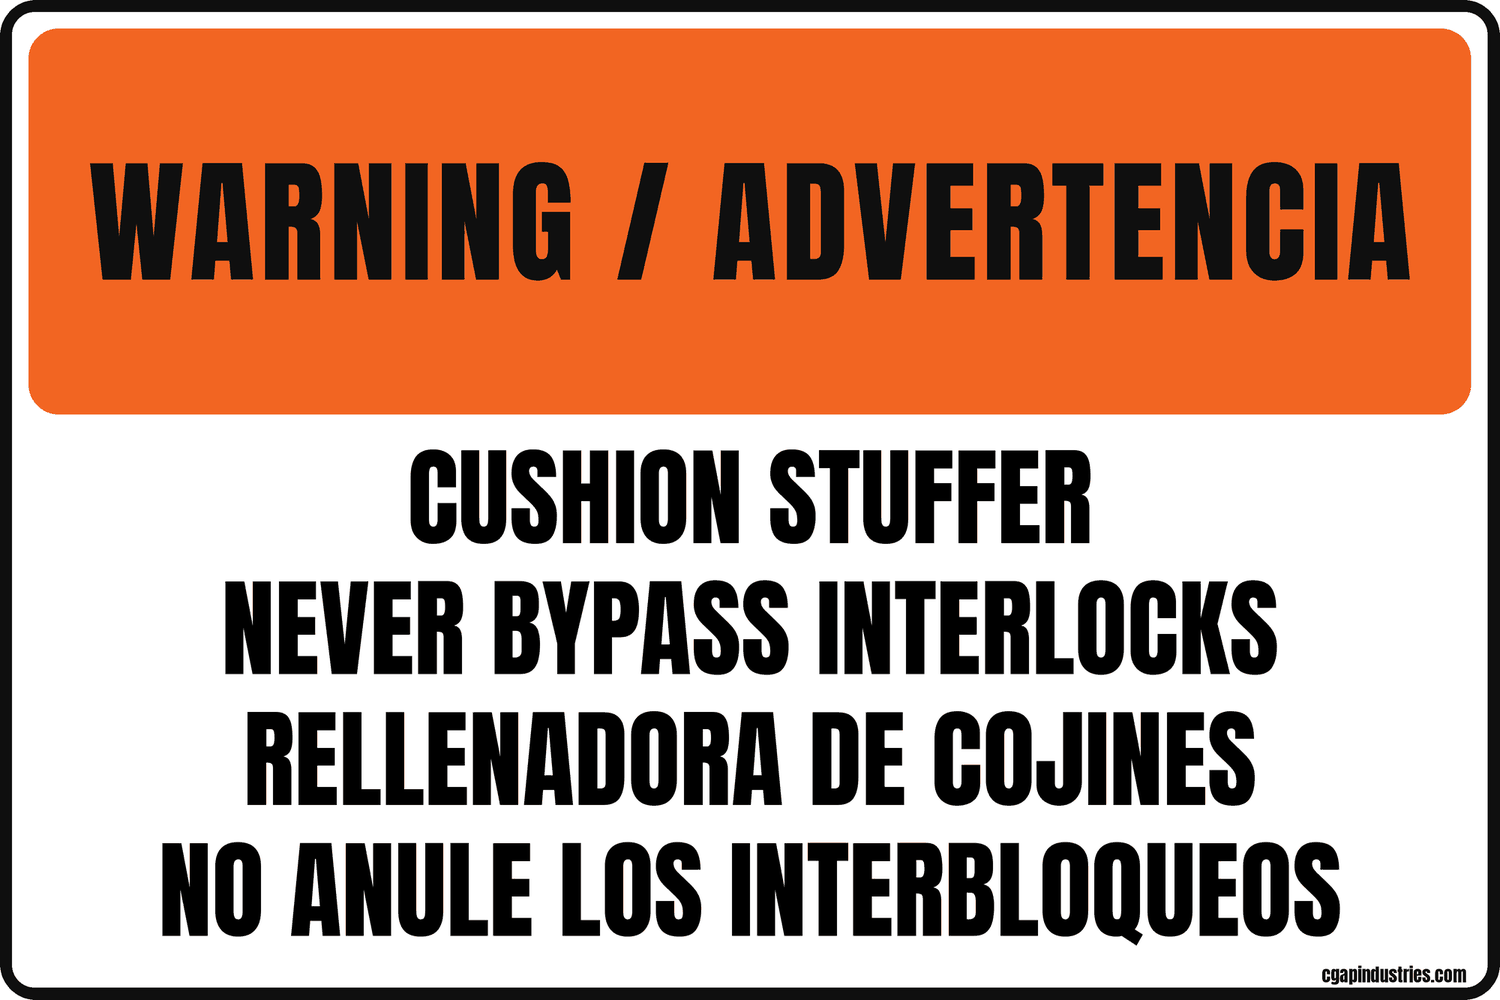 WARNING / ADVERTENCIA
CUSHION STUFFER
NEVER BYPASS INTERLOCKS
RELLENADORA DE COJINES
NO ANULE LOS INTERBLOQUEOS
cgapindustries.com